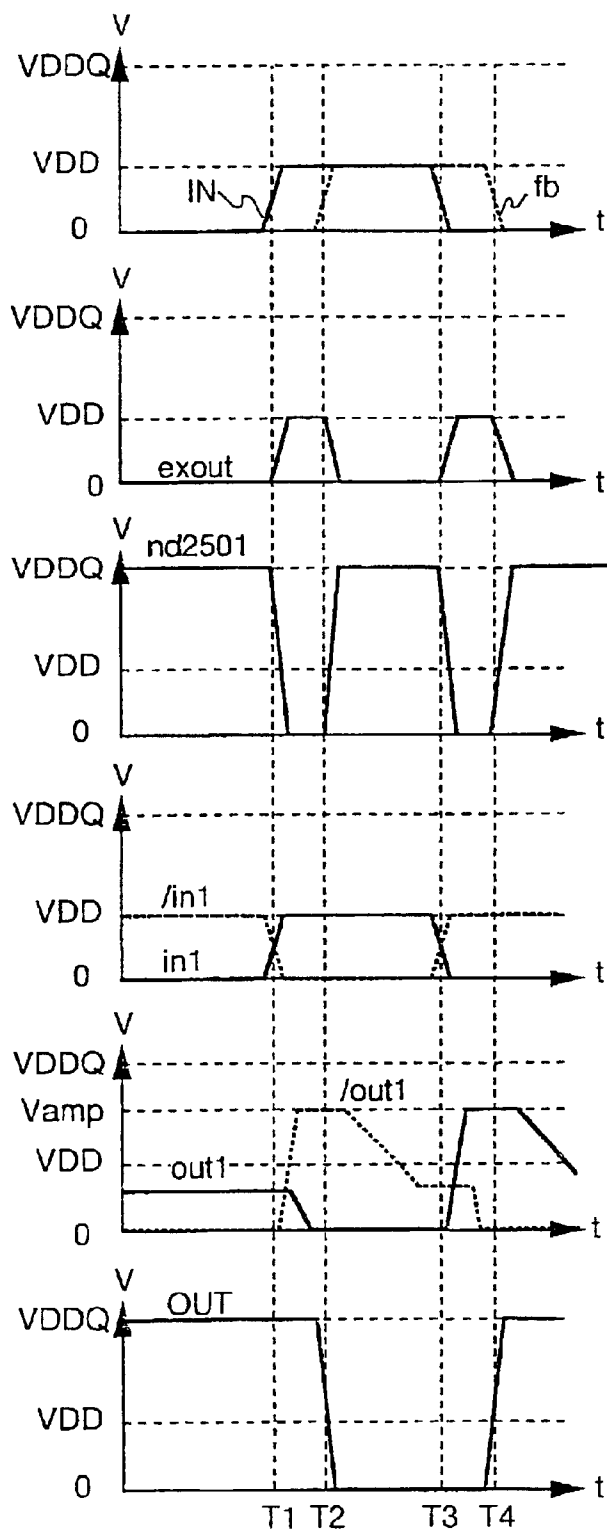 V
VDDQ
VDD
IN
fb
0
t
V
VDDQ
VDD
exout
0
t
V
nd2501
VDDQ
VDD
0
t
V
VDDQ
/in1
VDD
in1
0
t
V
VDDQ
/out1
Vamp
VDD
out1
0
t
V
OUT
VDDQ
VDD
0
t
T1 T2 T3 T4